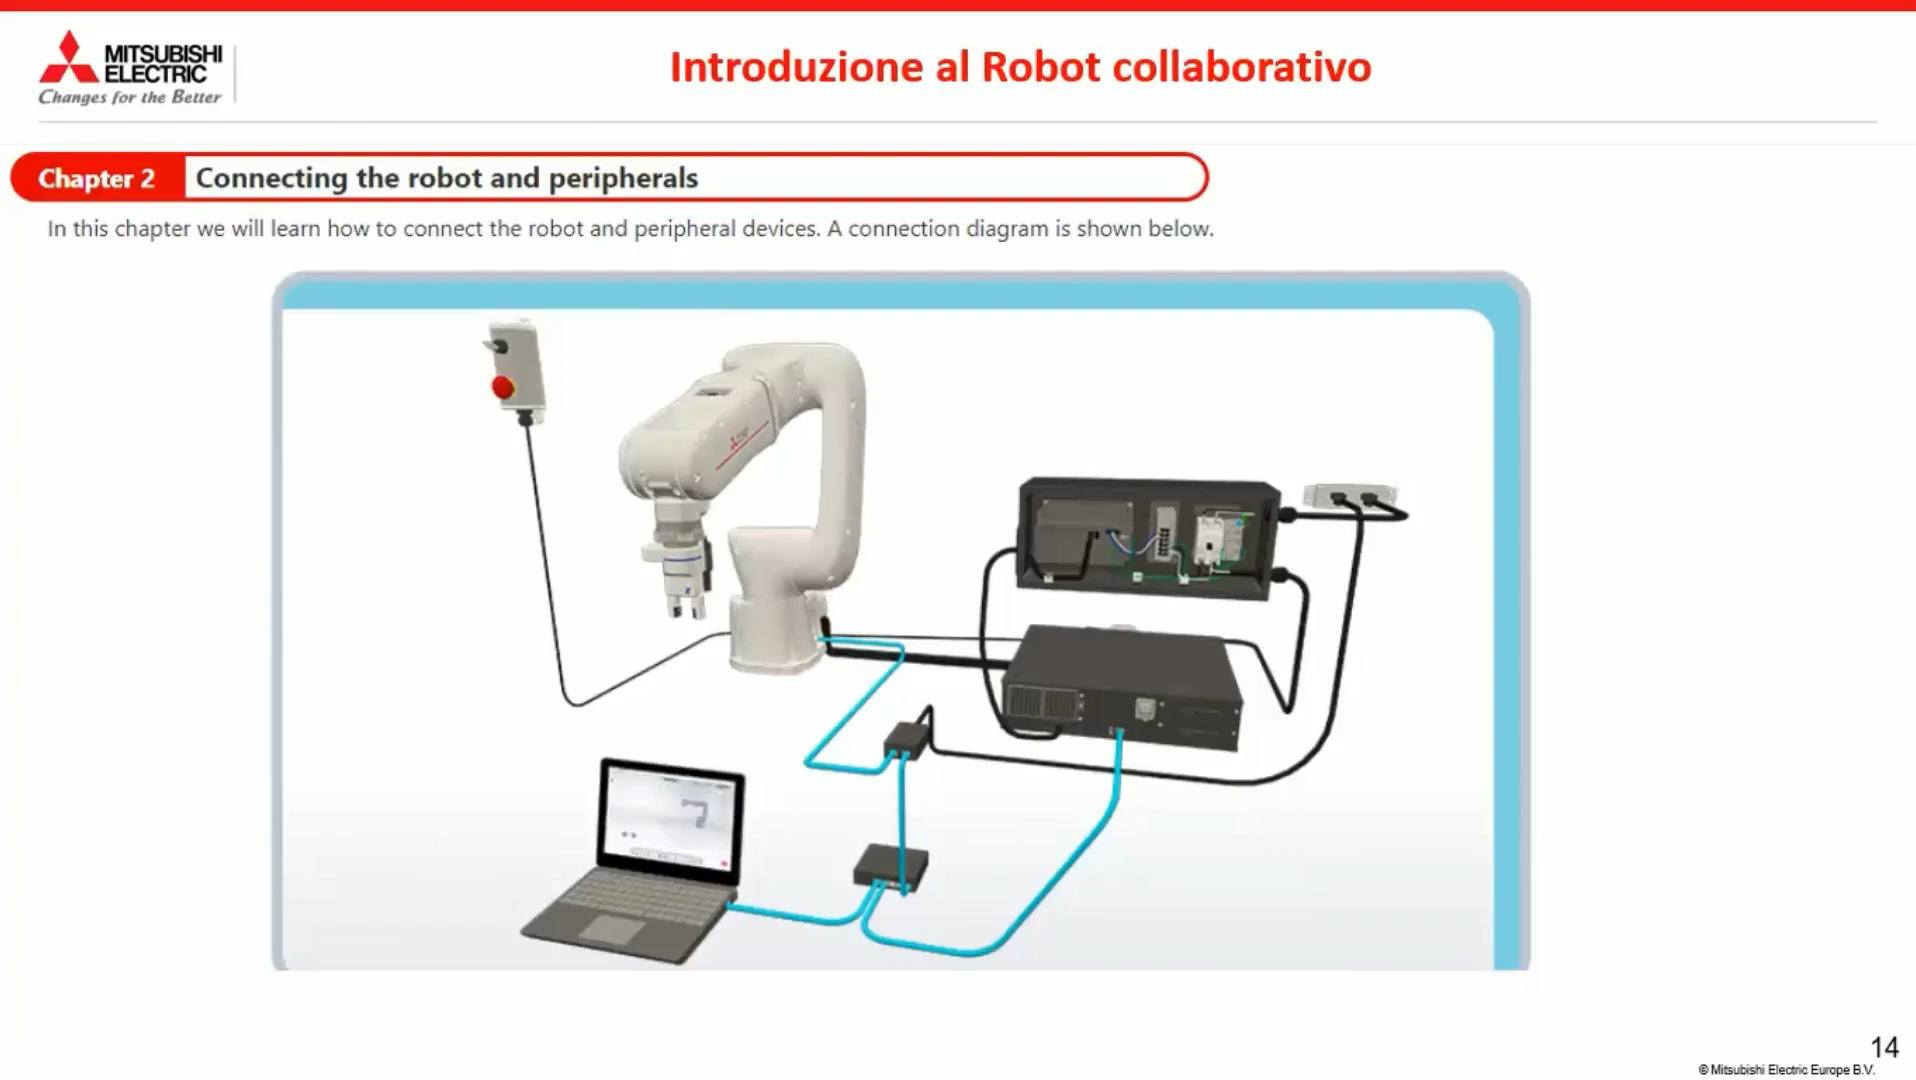 MITSUBISHI
ELECTRIC
Changes for the Better
Introduzione al Robot collaborativo
Chapter 2
Connecting the robot and peripherals
In this chapter we will learn how to connect the robot and peripheral devices. A connection diagram is shown below.
14
© Mitsubishi Electric Europe B.V.